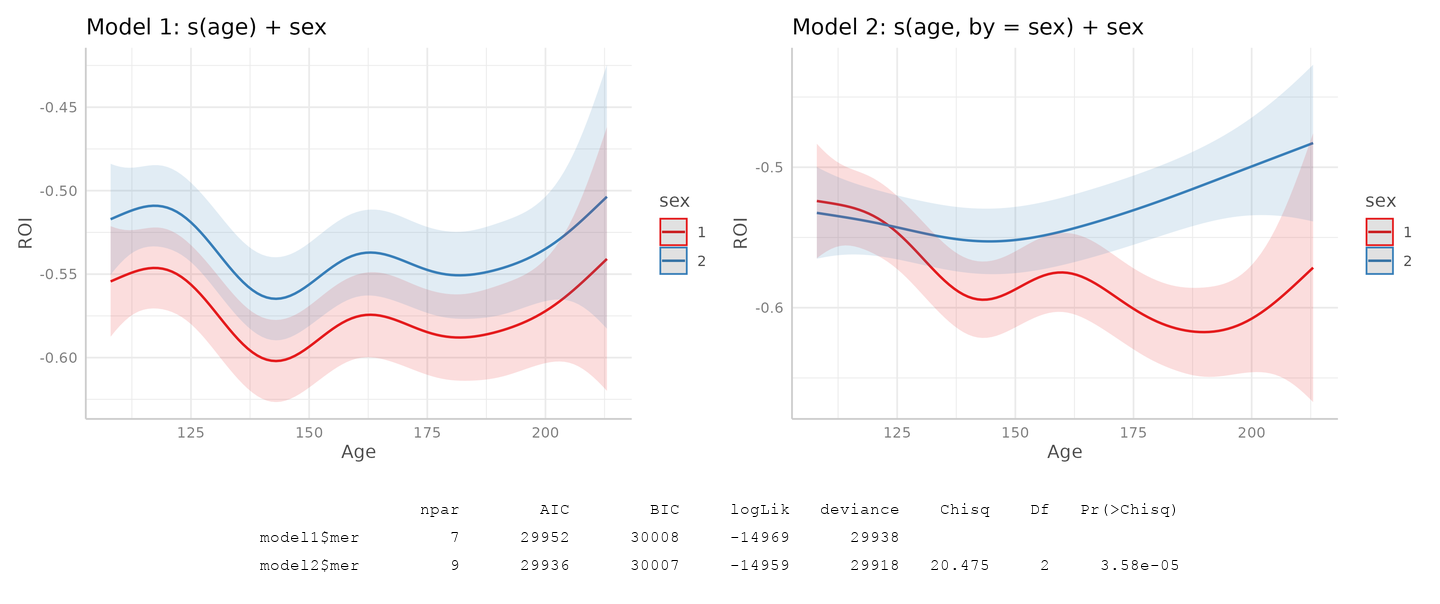 Model 1: s(age) + sex
-0.45
-0.50
-0.55
-0.60
ROI
125 150 175 200
Age
sex
1
2
Model 2: s(age, by = sex) + sex
-0.5
-0.6
ROI
125 150 175 200
Age
sex
1
2
npar AIC BIC logLik deviance Chisq Df Pr(>Chisq)
model1$mer 7 29952 30008 -14969 29938
model2$mer 9 29936 30007 -14959 29918 20.475 2 3.58e-05